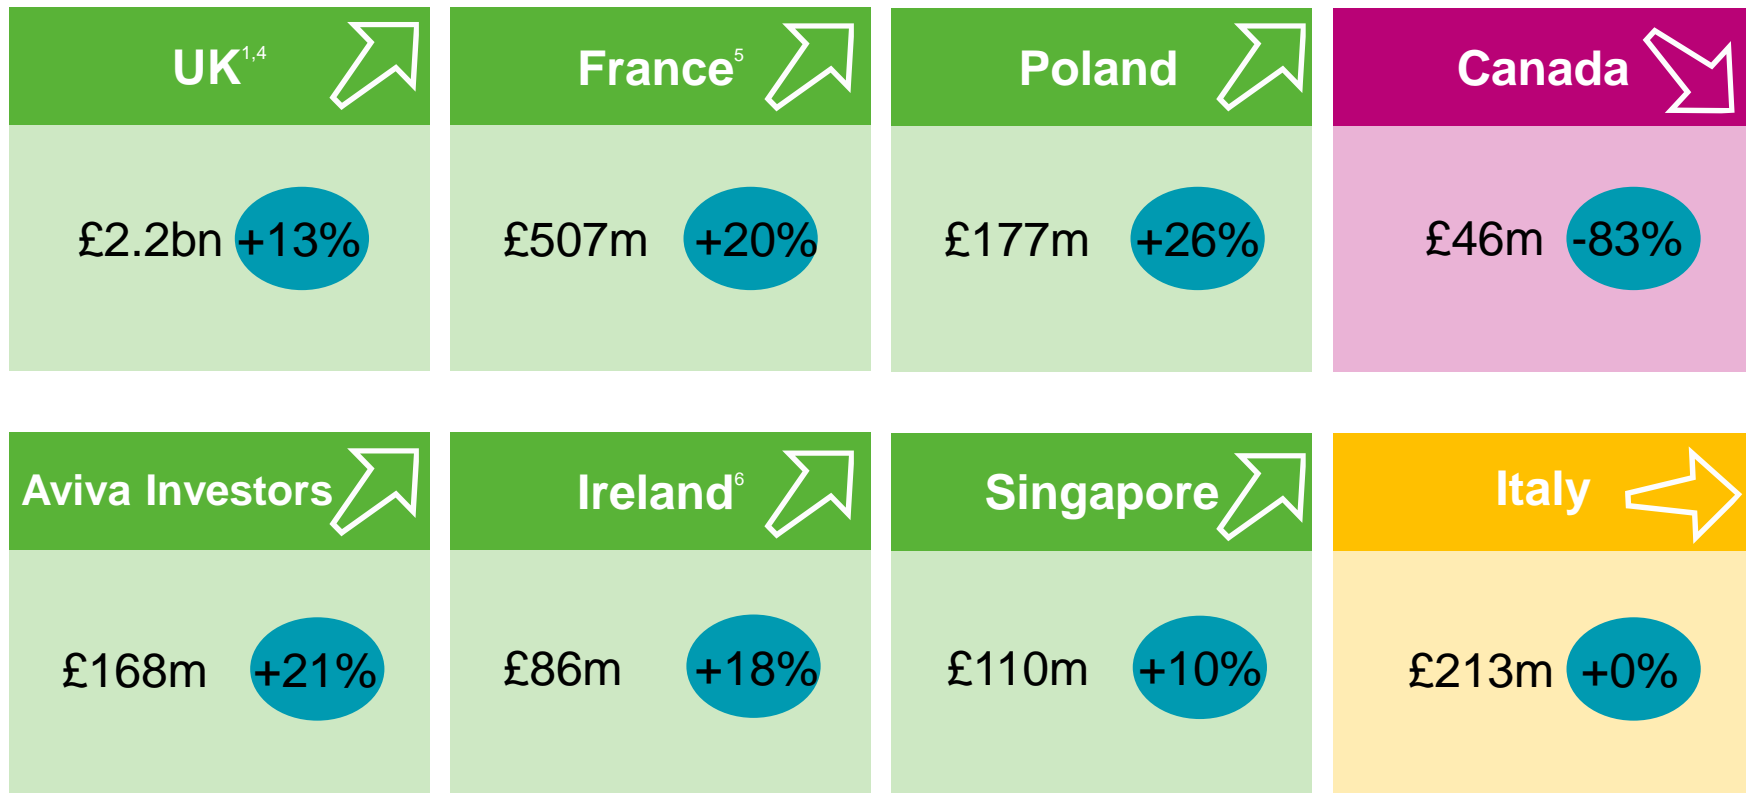 UK1,4
France5
Poland
Canada
£2.2bn +13%
£507m +20%
£177m +26%
£46m -83%
Aviva Investors
Ireland6
Singapore
Italy
£168m +21%
£86m +18%
£110m +10%
£213m +0%